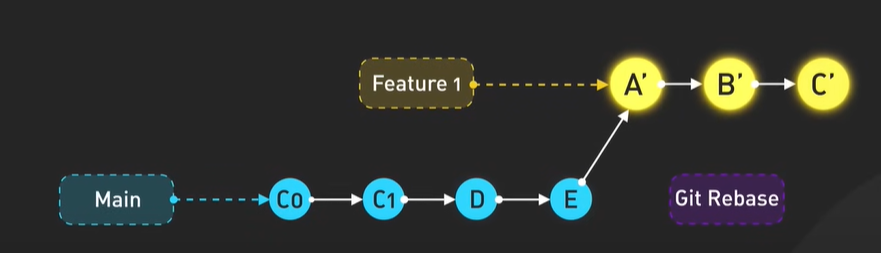 Feature 1
A’
B’
C’
Main
C0
C1
D
E
Git Rebase